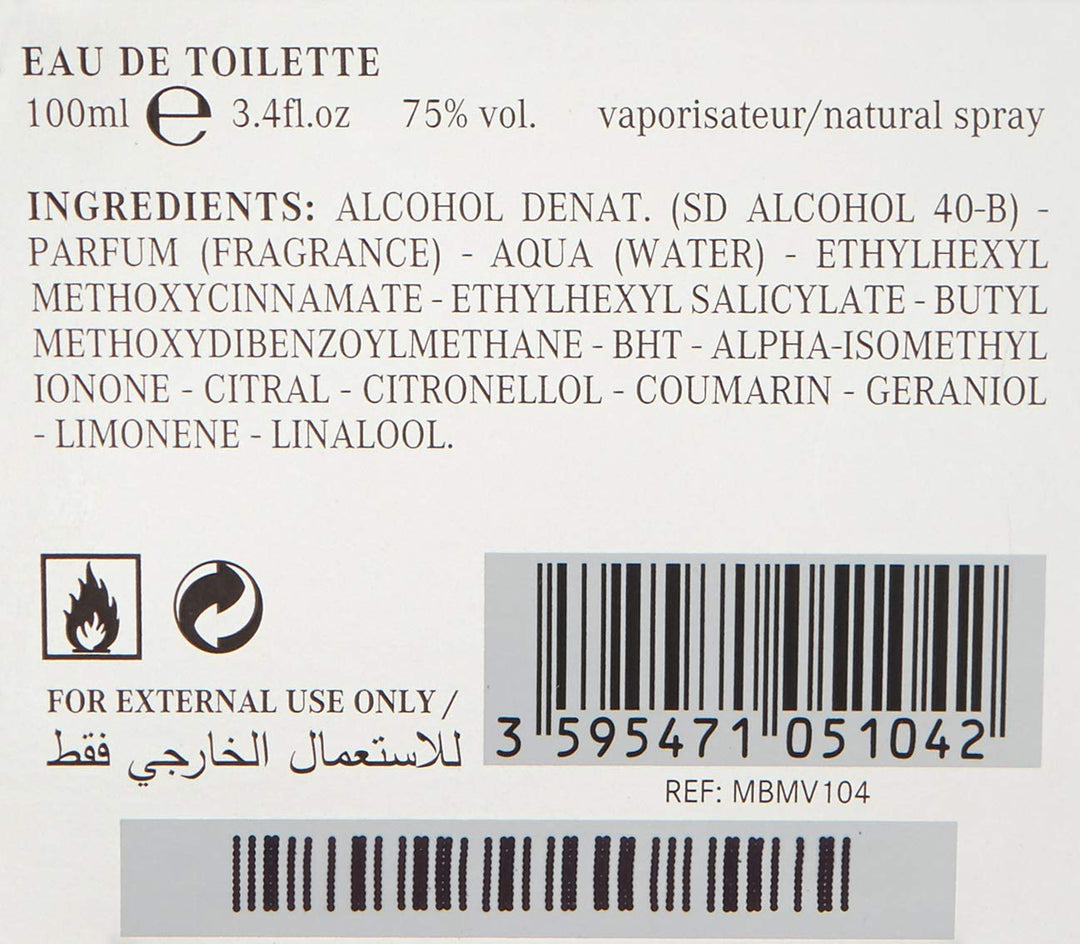 EAU DE TOILETTE
100ml ℮ 3.4fl.oz 75% vol. vaporisateur/natural spray
INGREDIENTS: ALCOHOL DENAT. (SD ALCOHOL 40-B) -
PARFUM (FRAGRANCE) - AQUA (WATER) - ETHYLHEXYL
METHOXYCINNAMATE - ETHYLHEXYL SALICYLATE - BUTYL
METHOXYDIBENZOYLMETHANE - BHT - ALPHA-ISOMETHYL
IONONE - CITRAL - CITRONELLOL - COUMARIN - GERANIOL
- LIMONENE - LINALOOL.
FOR EXTERNAL USE ONLY /
للاستعمال الخارجي فقط
3 595471 051042
REF: MBMV104